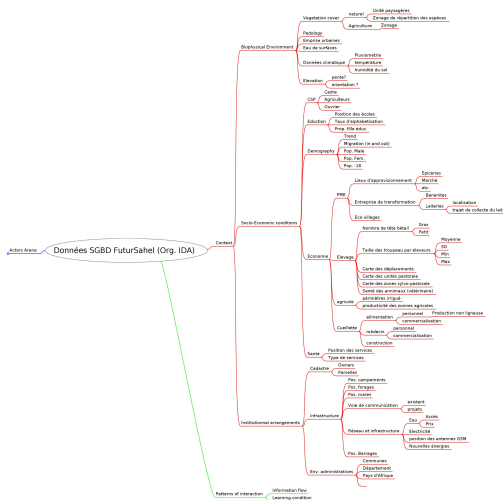 Unité paysagères
naturel
Zonage de répartition des espèces
Vegetation cover
Agriculture
Zonage
Pedology
Emprise urbaines
Eau de surfaces
Biophysical Environment
Pluviometrie
Données climatique
température
humidité du sol
pente?
Elevation
orientation ?
Cadre
CSP
Agriculteurs
Ouvrier
Position des écoles
Eduction
Taux d'alphabetisation
Prop. fille éduc.
Trend
Migration (in and out)
Demography
Pop. Male
Pop. Fem.
Pop. -18
Epiceries
Lieux d'approvisionnement
Marché
etc.
PME
Bananites
Entreprise de transformation
localisation
Laiteries
trajet de collecte du lait
Eco-villages
Socio-Economic conditions
Gros
Nombre de tête bétail
Petit
Moyenne
SD
Taille des troupeau par éleveurs
Min
Max
Economie
Elevage
Carte des déplacements
Carte des unités pastorale
Carte des zones sylvo-pastorale
Santé des animaux (vétérinaire)
périmètres irrigué
agricole
productivité des zonnes agricoles
personnel
Production non ligneuse
alimentation
commercialisation
Cueillette
personnel
médecin
commercialisation
construction
Position des services
Santé
Type de services
Context
Données SGBD FuturSahel (Org. IDA)
Actors Arena
Owners
Cadastre
Parcelles
Pos. campements
Pos. forages
Pos. mares
existant
Voie de communication
projets
Infrastructure
Accès
Eau
Prix
Institutionnal arrangements
Réseau et infrastructure
Electricité
position des antennes GSM
Nouvelles énergies
Pos. Barrages
Communes
Département
Env. administratives
Pays d'Afrique
Information flow
Patterns of interaction
Learning condition